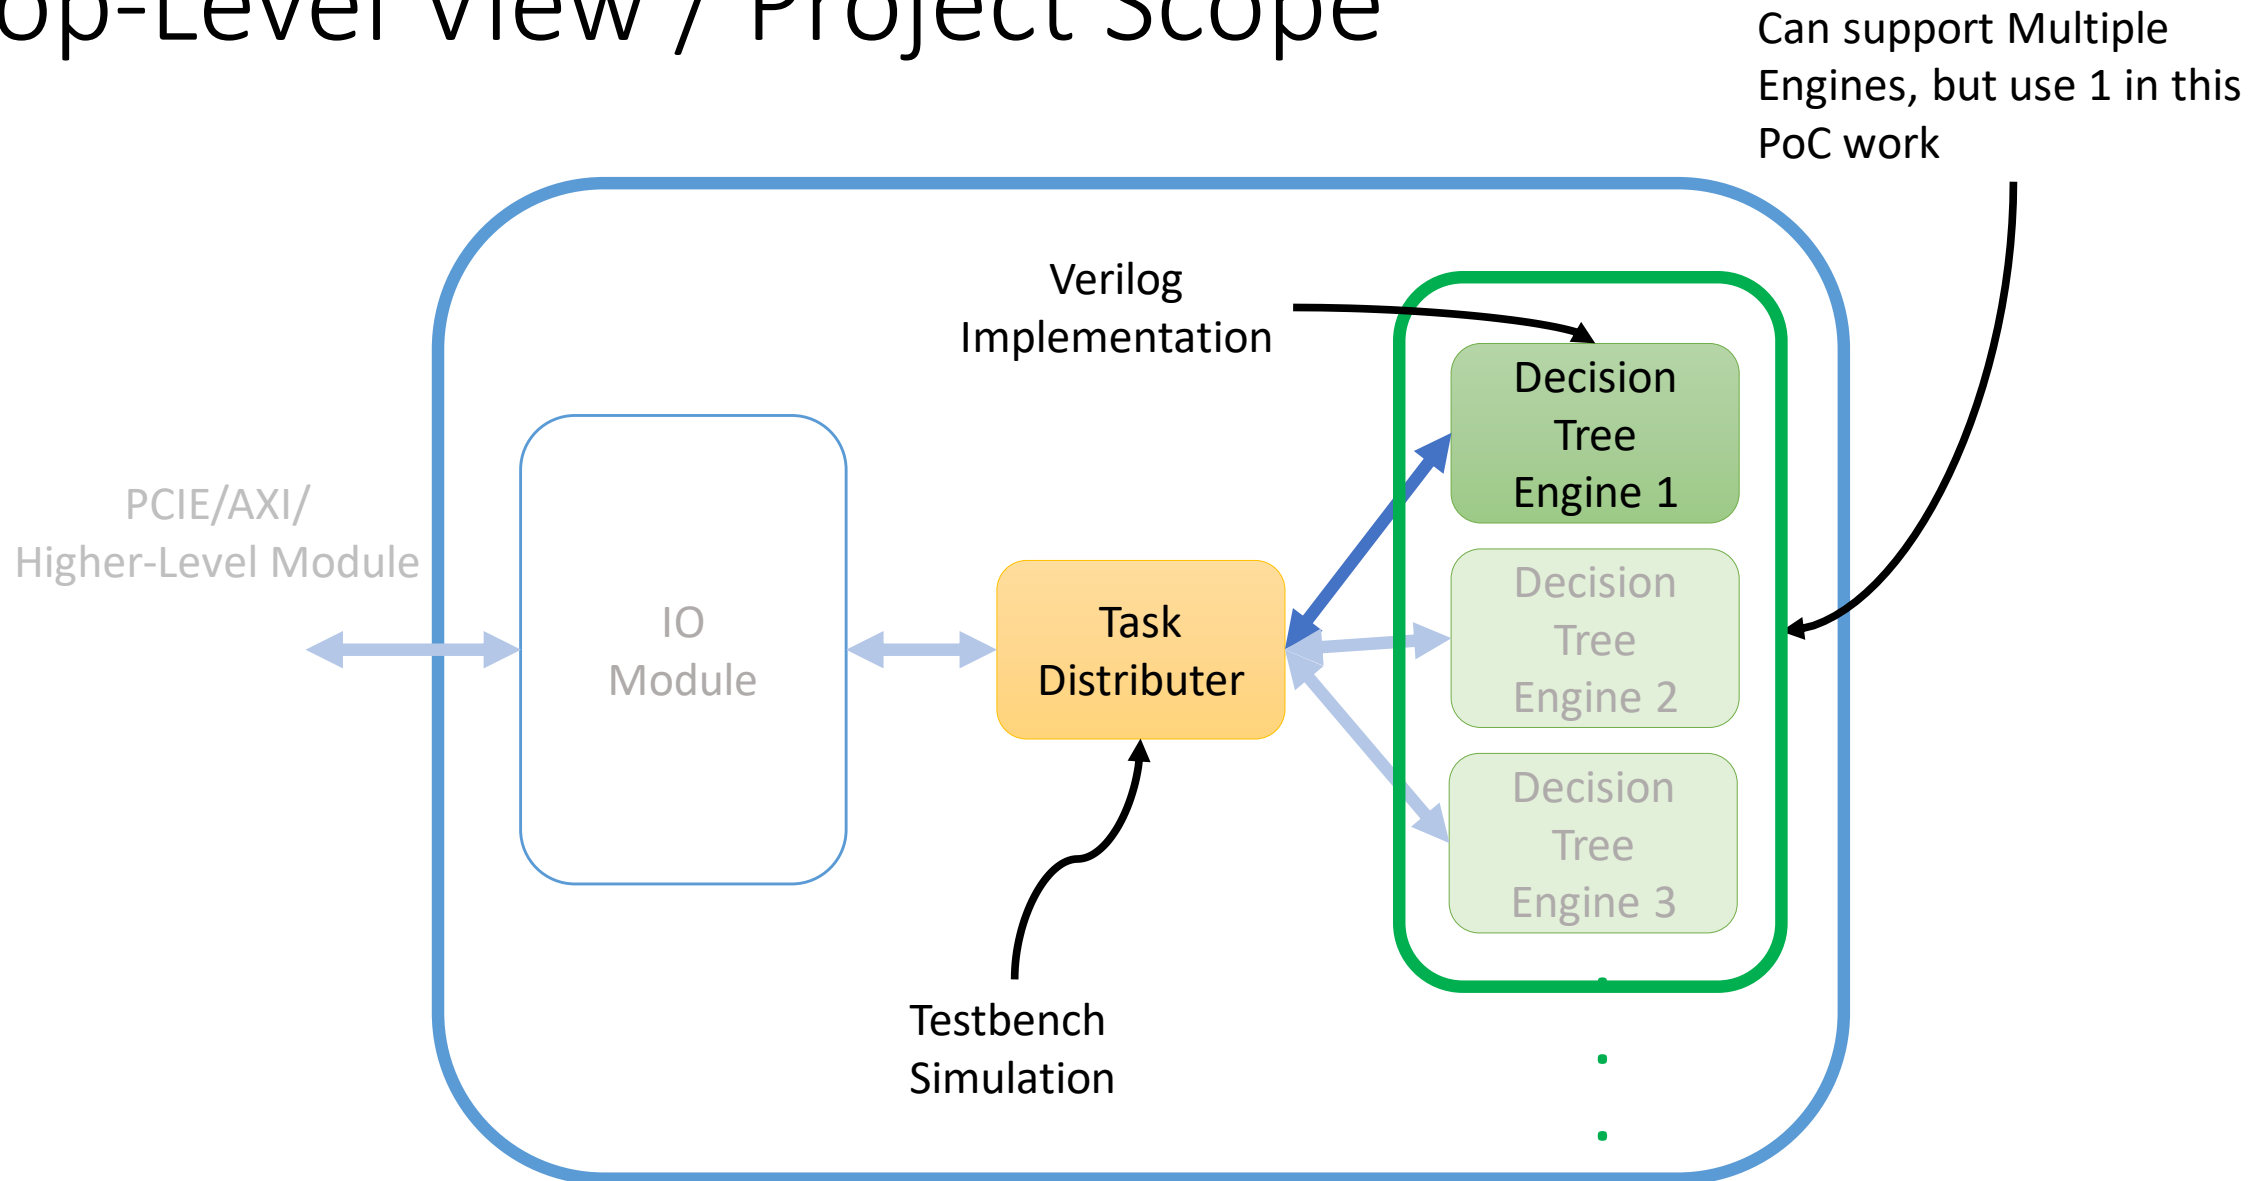 op-Level View / Project Scope
Can support Multiple
Engines, but use 1 in this
PoC work
Verilog
Implementation
Decision
Tree
Engine 1
PCIE/AXI/
Higher-Level Module
IO
Module
Task
Distributer
Decision
Tree
Engine 2
Decision
Tree
Engine 3
Testbench
Simulation